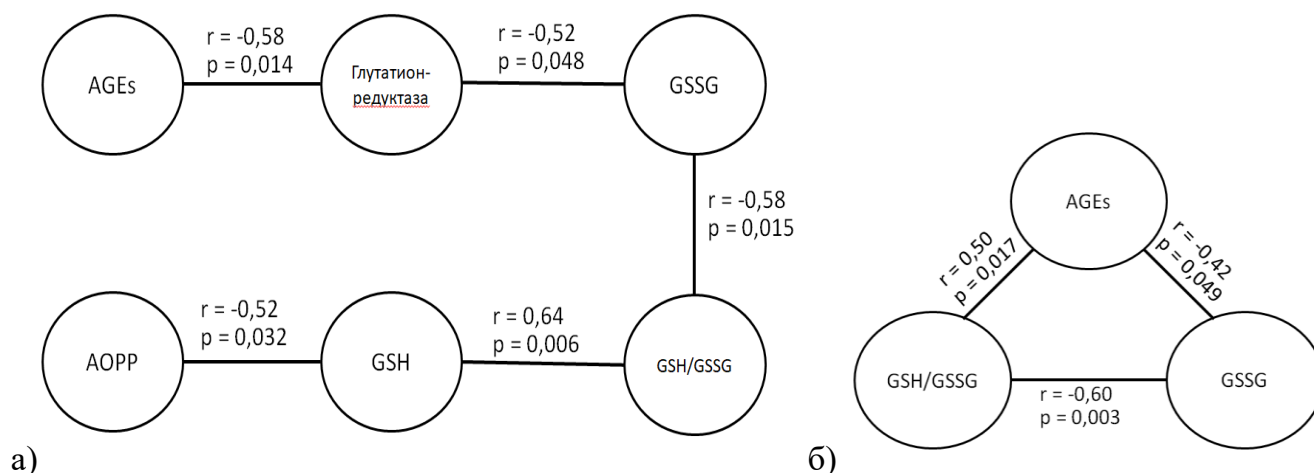 r = -0,58
p = 0,014
r = -0,52
p = 0,048
AGEs
Глутатион-
редуктаза
GSSG
r = -0,58
p = 0,015
r = -0,52
p = 0,032
r = 0,64
p = 0,006
AOPP
GSH
GSH/GSSG
а)
AGEs
r = 0,50
p = 0,017
r = -0,42
p = 0,049
GSH/GSSG
GSSG
r = -0,60
p = 0,003
б)